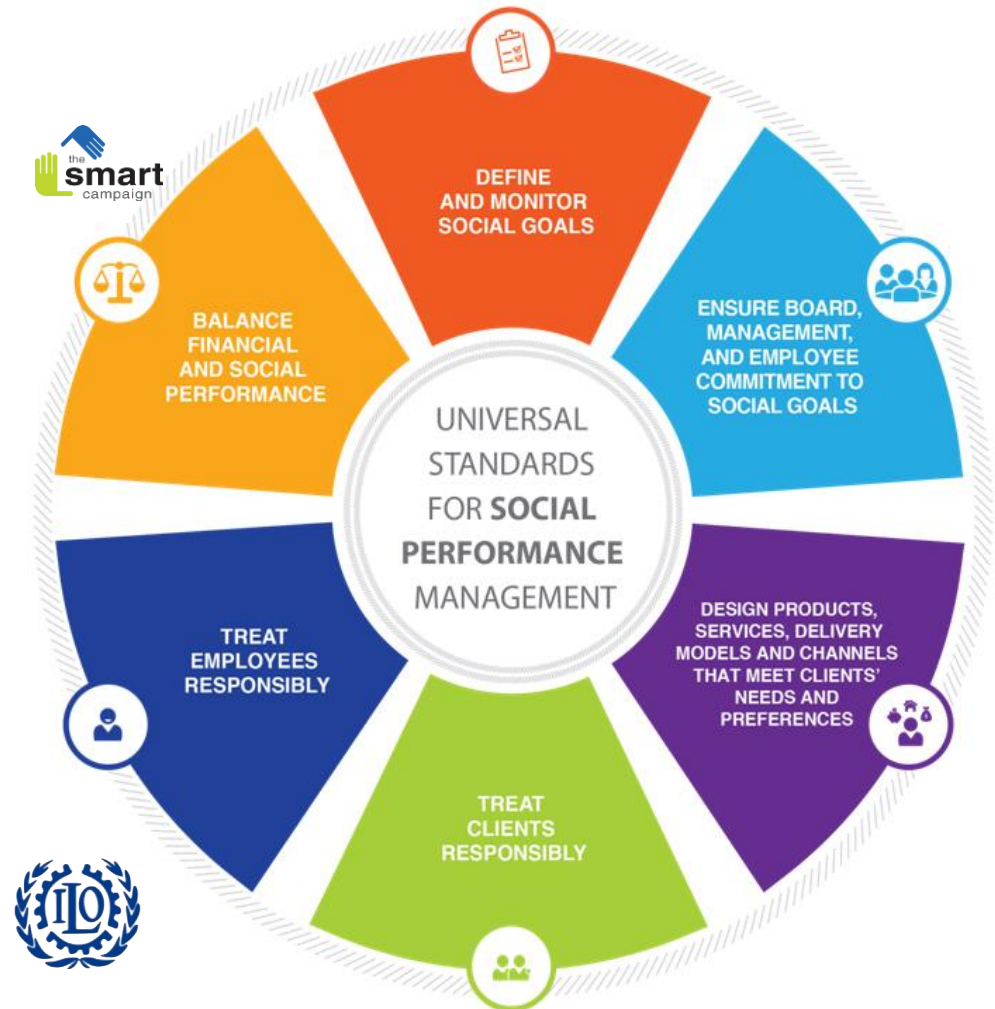 the
smart
campaign
DEFINE
AND MONITOR
SOCIAL GOALS
ENSURE BOARD,
MANAGEMENT,
AND EMPLOYEE
COMMITMENT TO
SOCIAL GOALS
DESIGN PRODUCTS,
SERVICES, DELIVERY
MODELS AND CHANNELS
THAT MEET CLIENTS'
NEEDS AND
PREFERENCES
TREAT
CLIENTS
RESPONSIBLY
TREAT
EMPLOYEES
RESPONSIBLY
BALANCE
FINANCIAL
AND SOCIAL
PERFORMANCE
UNIVERSAL
STANDARDS
FOR SOCIAL
PERFORMANCE
MANAGEMENT
ILO